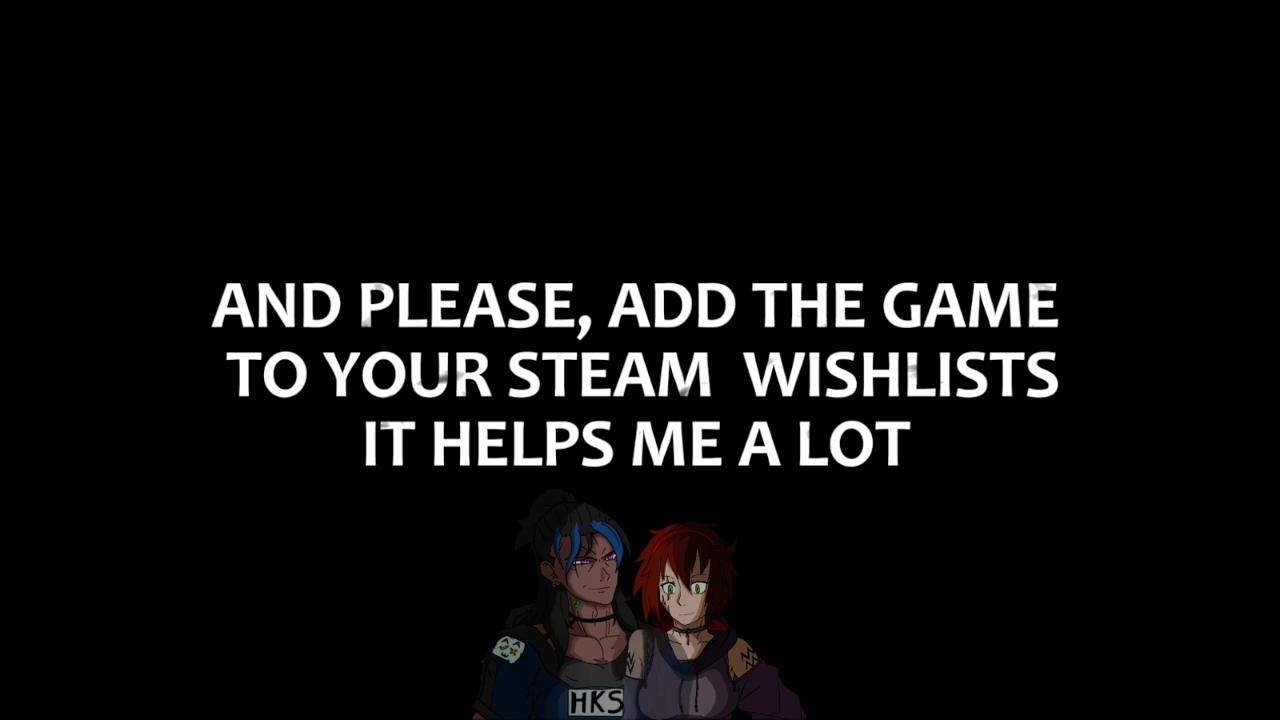 AND PLEASE, ADD THE GAME
TO YOUR STEAM WISHLISTS
IT HELPS ME A LOT
HKS